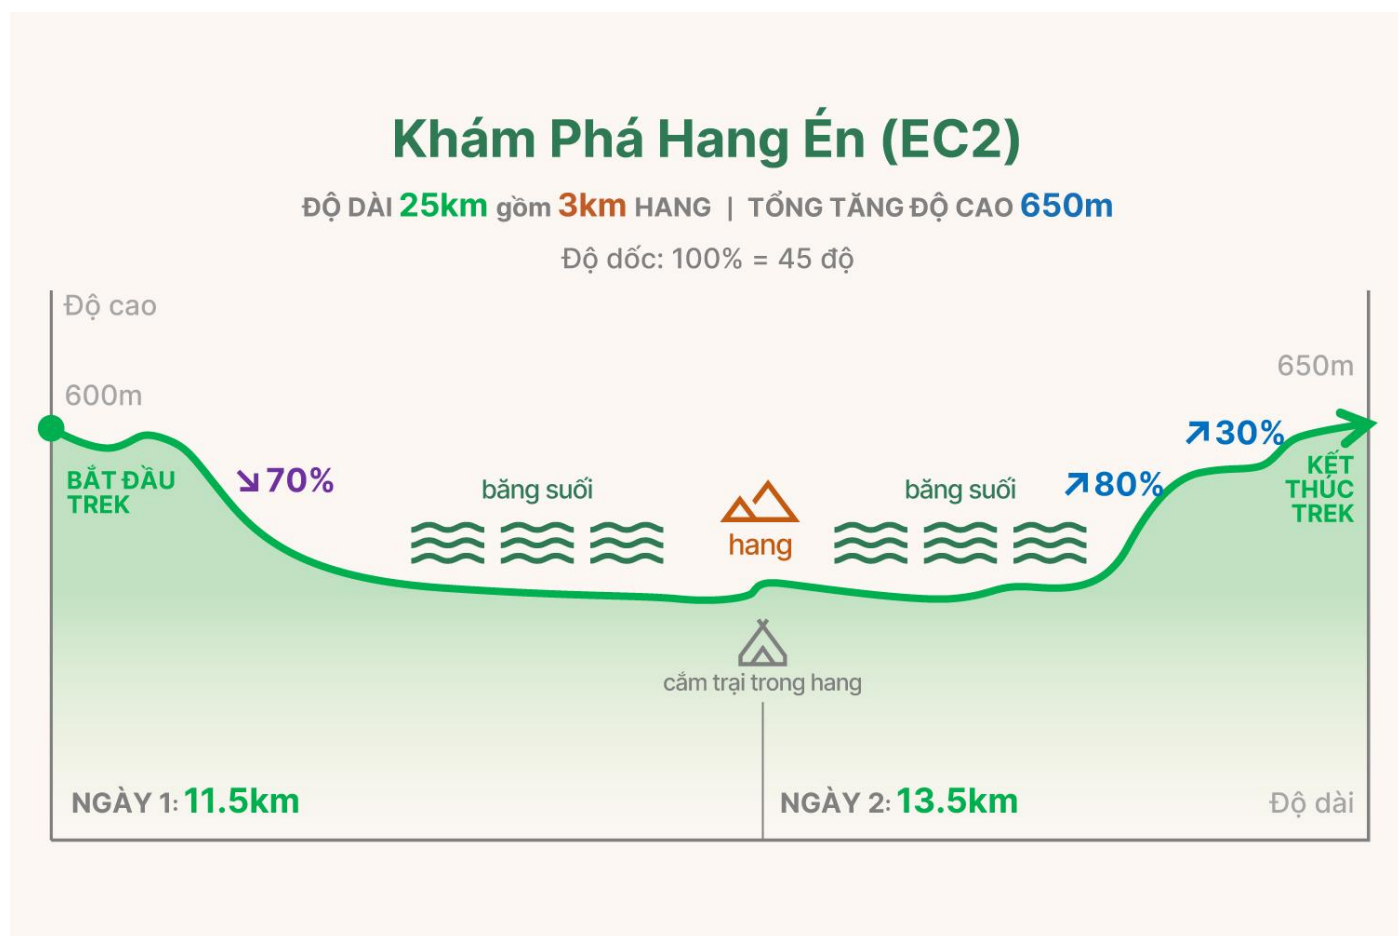 Khám Phá Hang Én (EC2)
ĐỘ DÀI 25km gồm 3km HANG | TỔNG TĂNG ĐỘ CAO 650m
Độ dốc: 100% = 45 độ
Độ cao
600m
650m
BẮT ĐẦU
TREK
↘70%
băng suối
hang
băng suối
↗80%
↗30%
KẾT
THÚC
TREK
cắm trại trong hang
NGÀY 1: 11.5km
NGÀY 2: 13.5km
Độ dài